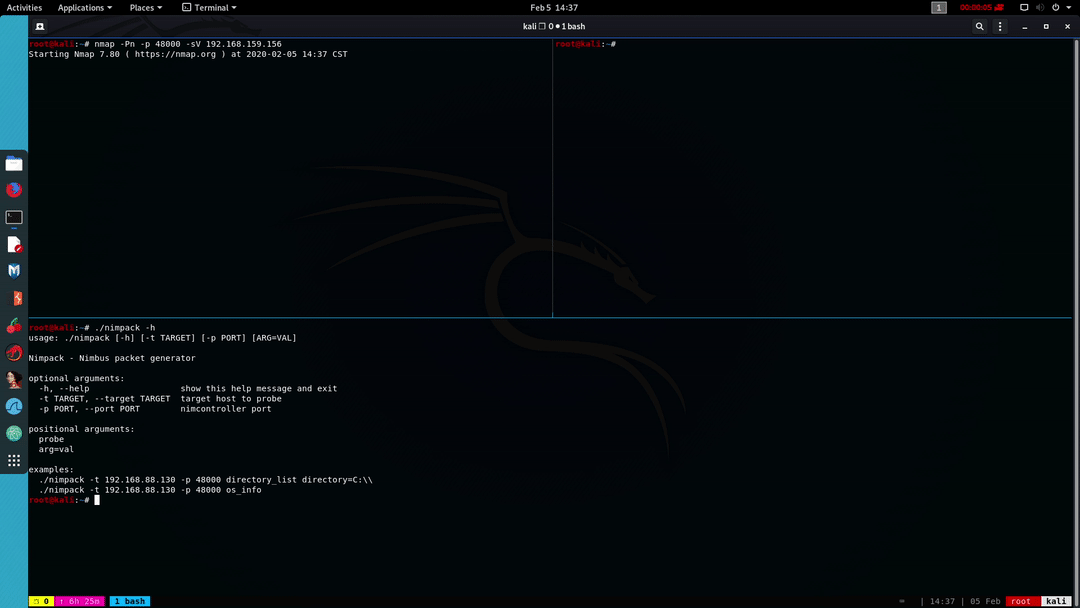 Activities Applications Places Terminal Feb 5 14:37 1 00:00:05
kali 0 1 bash
root@kali:~# nmap -Pn -p 48000 -sV 192.168.159.156
Starting Nmap 7.80 ( https://nmap.org ) at 2020-02-05 14:37 CST
root@kali:~#
root@kali:~# ./nimpack -h
usage: ./nimpack [-h] [-t TARGET] [-p PORT] [ARG=VAL]
Nimpack - Nimbus packet generator
optional arguments:
-h, --help show this help message and exit
-t TARGET, --target TARGET target host to probe
-p PORT, --port PORT nimcontroller port
positional arguments:
probe
arg=val
examples:
./nimpack -t 192.168.88.130 -p 48000 directory_list directory=C:\\
./nimpack -t 192.168.88.130 -p 48000 os_info
root@kali:~#
0 ↑ 6h 25m 1 bash | 14:37 | 05 Feb root kali